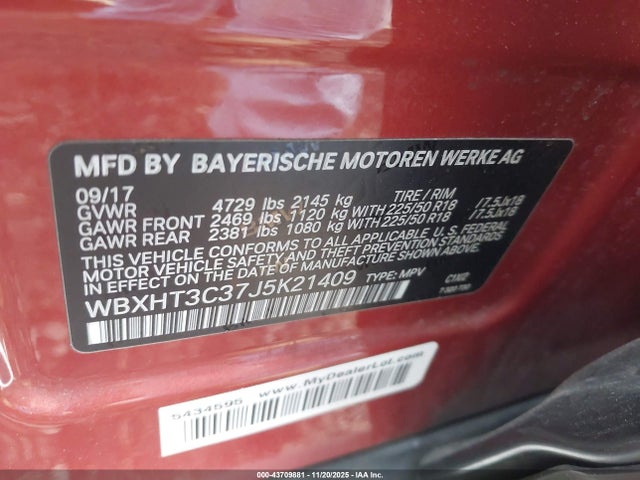 MFD BY BAYERISCHE MOTOREN WERKE AG
09/17 TIRE / RIM
GVWR 4729 lbs 2145 kg
GAWR FRONT 2469 lbs 1120 kg WITH 225/50 R18 / 7.5Jx18
GAWR REAR 2381 lbs 1080 kg WITH 225/50 R18 / 7.5Jx18
THIS VEHICLE CONFORMS TO ALL APPLICABLE U.S. FEDERAL
MOTOR VEHICLE SAFETY AND THEFT PREVENTION STANDARDS
IN EFFECT ON THE DATE OF MANUFACTURE SHOWN ABOVE.
WBXHT3C37J5K21409 TYPE: MPV
5434595 www.MyDealerLot.com
000-43709881 - 11/20/2025 - IAA Inc.